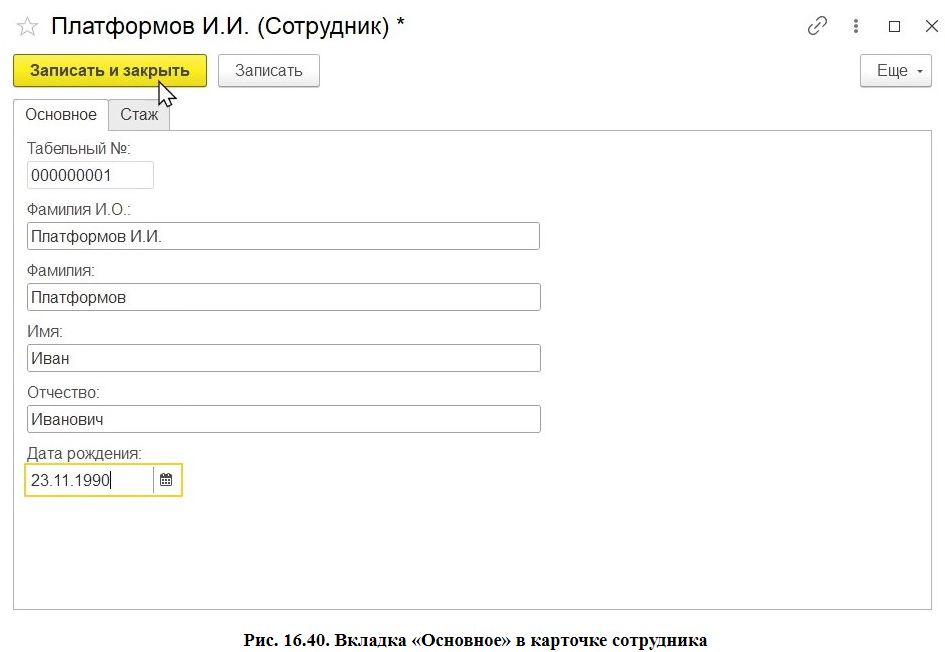 Платформов И.И. (Сотрудник) *
Записать и закрыть Записать Еще
Основное Стаж
Табельный №:
000000001
Фамилия И.О.:
Платформов И.И.
Фамилия:
Платформов
Имя:
Иван
Отчество:
Иванович
Дата рождения:
23.11.1990
Рис. 16.40. Вкладка «Основное» в карточке сотрудника